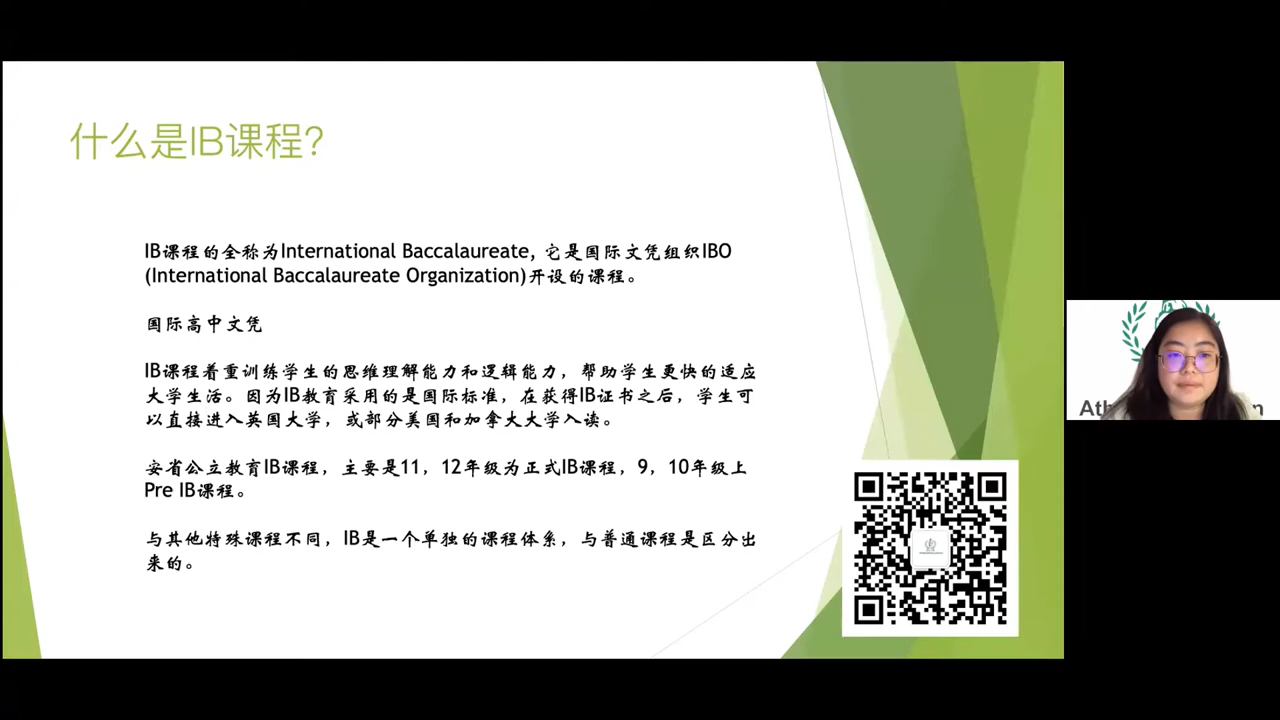 什么是IB课程?
IB课程的全称为International Baccalaureate, 它是国际文凭组织IBO
(International Baccalaureate Organization)开设的课程。
国际高中文凭
IB课程着重训练学生的思维理解能力和逻辑能力，帮助学生更快的适应
大学生活。因为IB教育采用的是国际标准，在获得IB证书之后，学生可
以直接进入英国大学，或部分美国和加拿大大学入读。
安省公立教育IB课程，主要是11，12年级为正式IB课程，9，10年级上
Pre IB课程。
与其他特殊课程不同，IB是一个单独的课程体系，与普通课程是区分出
来的。
Ath